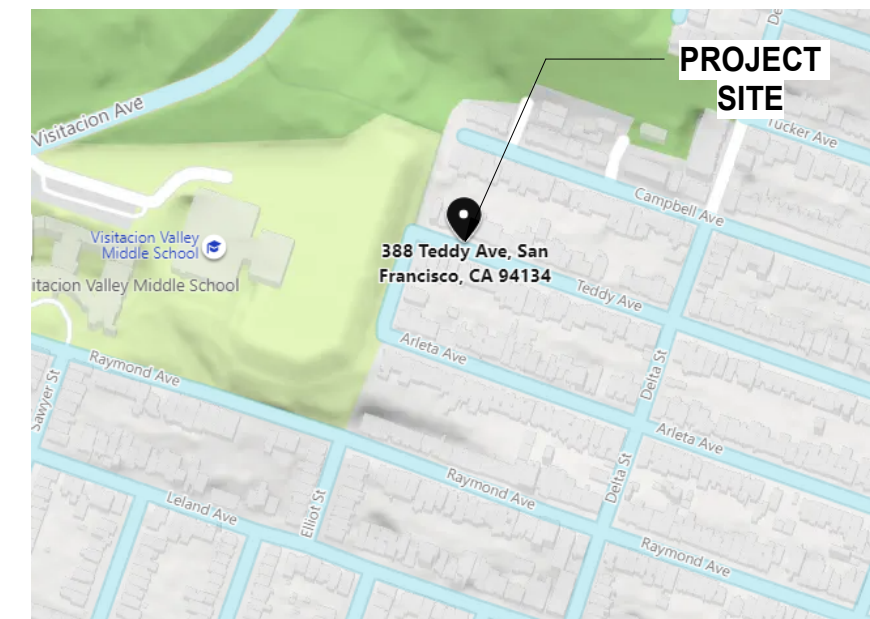 PROJECT
SITE
De
Visitacion Ave
Tucker Ave
Campbell Ave
Visitacion Valley
Middle School
itacion Valley Middle School
388 Teddy Ave, San
Francisco, CA 94134
Teddy Ave
Arleta Ave
Raymond Ave
Sawyer St
Delta St
Arleta Ave
Delta St
Raymond Ave
Leland Ave
Elliot St
Raymond Ave